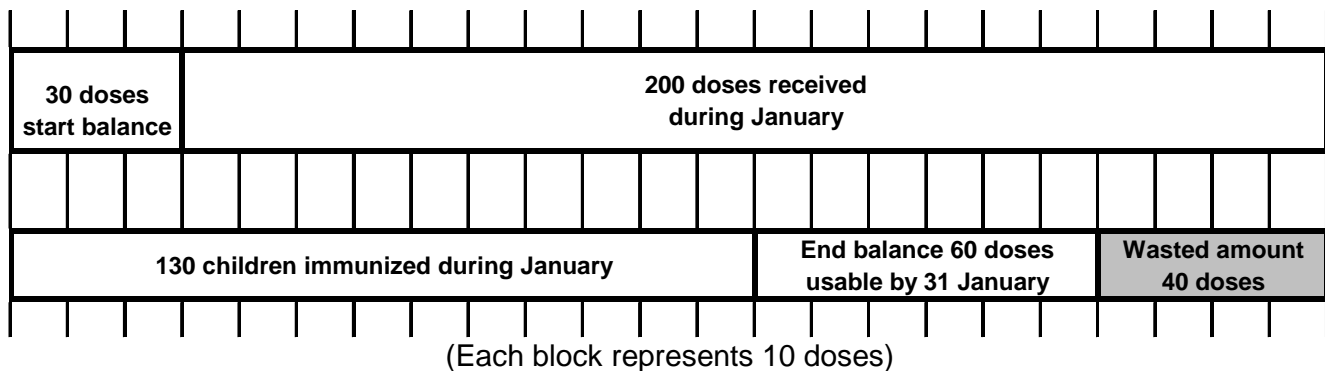 30 doses
start balance
200 doses received
during January
130 children immunized during January
End balance 60 doses
usable by 31 January
Wasted amount
40 doses
(Each block represents 10 doses)